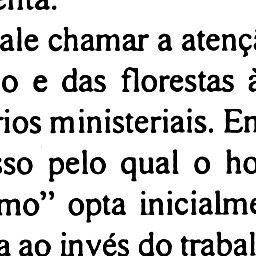 enta.
ale chamar a atenç
o e das florestas à
rios ministeriais. En
sso pelo qual o ho
mo” opta inicialme
a ao invés do trabal